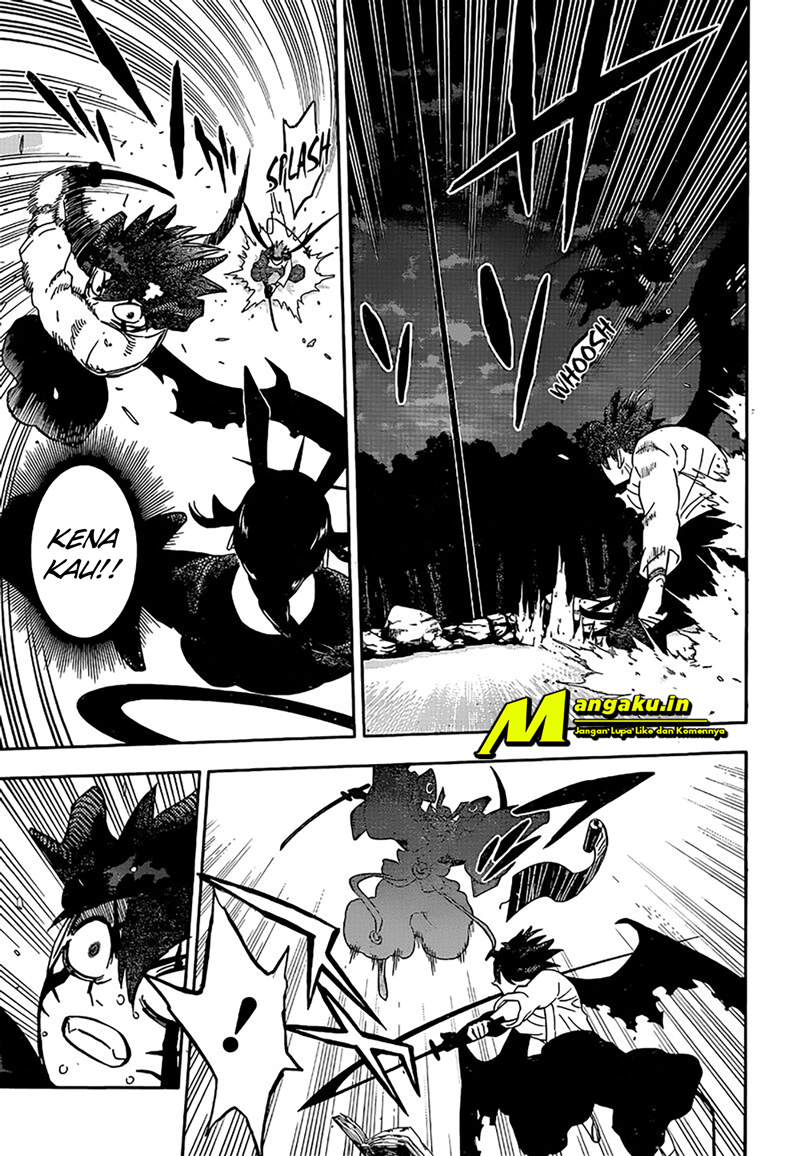 WHOOSH
SPLASH
KENA
KAU!!
Mangaku.in
Jangan Lupa Like dan Komennya
!